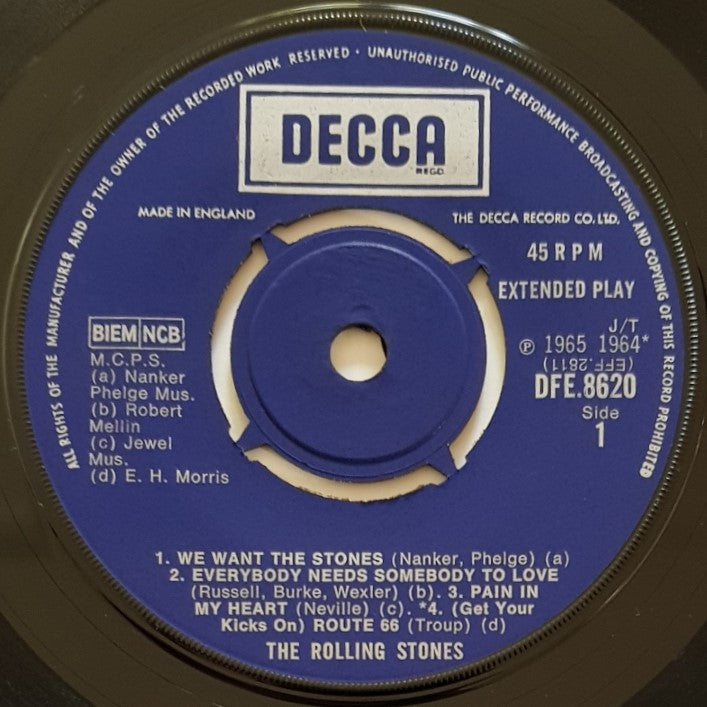 ALL RIGHTS OF THE MANUFACTURER AND OF THE OWNER OF THE RECORDED WORK RESERVED · UNAUTHORISED PUBLIC PERFORMANCE BROADCASTING AND COPYING OF THIS RECORD PROHIBITED
DECCA
REGD.
MADE IN ENGLAND
THE DECCA RECORD CO. LTD.
45 R P M
EXTENDED PLAY
J/T
℗ 1965 1964*
(EFF.2811)
DFE.8620
Side
1
BIEM NCB
M.C.P.S.
(a) Nanker
Phelge Mus.
(b) Robert
Mellin
(c) Jewel
Mus.
(d) E. H. Morris
1. WE WANT THE STONES (Nanker, Phelge) (a)
2. EVERYBODY NEEDS SOMEBODY TO LOVE
(Russell, Burke, Wexler) (b). 3. PAIN IN
MY HEART (Neville) (c). *4. (Get Your
Kicks On) ROUTE 66 (Troup) (d)
THE ROLLING STONES